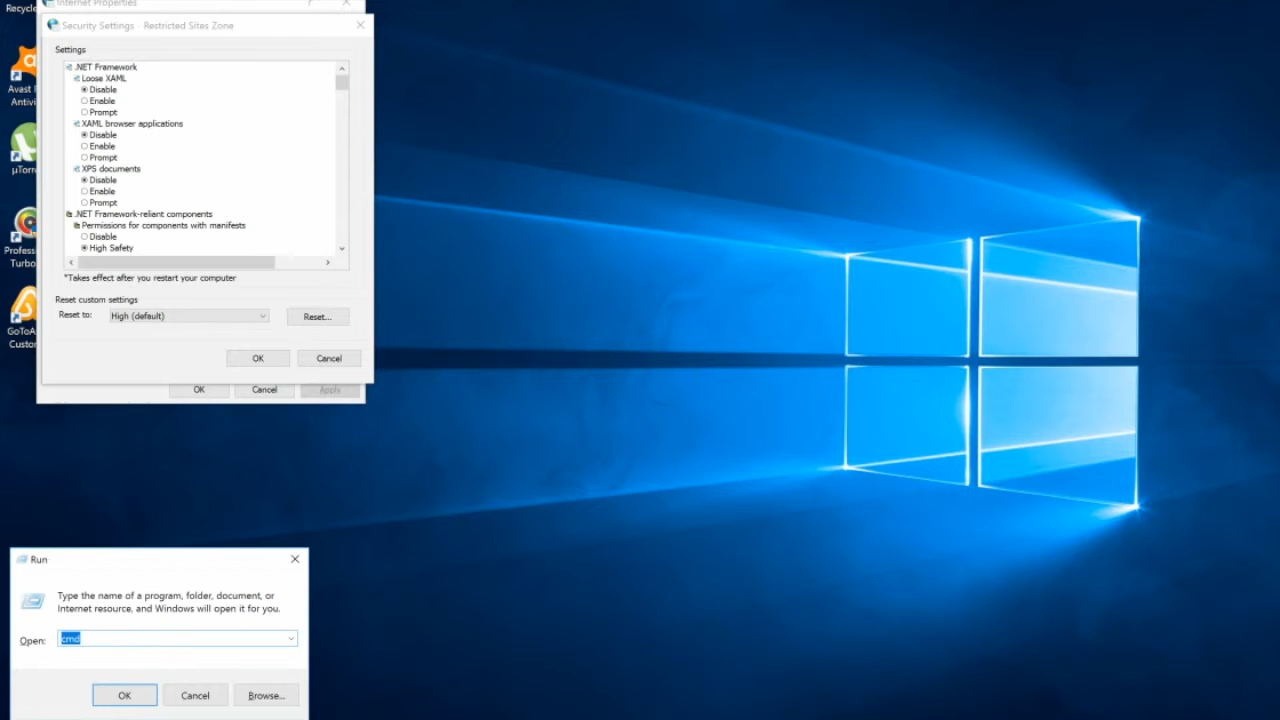 Recycle
Internet Properties
Security Settings - Restricted Sites Zone
Settings
.NET Framework
Loose XAML
Disable
Enable
Prompt
XAML browser applications
Disable
Enable
Prompt
XPS documents
Disable
Enable
Prompt
.NET Framework-reliant components
Permissions for components with manifests
Disable
High Safety
*Takes effect after you restart your computer
Reset custom settings
Reset to: High (default) Reset...
OK Cancel
OK Cancel Apply
Avast
Antivi
µTorr
Profess
Turbo
GoToAs
Custom
Run
Type the name of a program, folder, document, or
Internet resource, and Windows will open it for you.
Open: cmd
OK Cancel Browse...